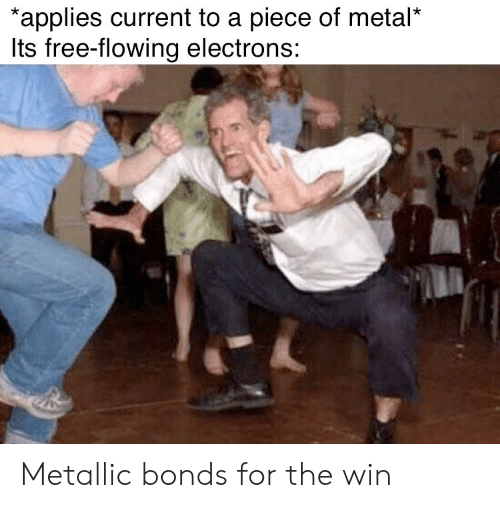 *applies current to a piece of metal*
Its free-flowing electrons:
Metallic bonds for the win